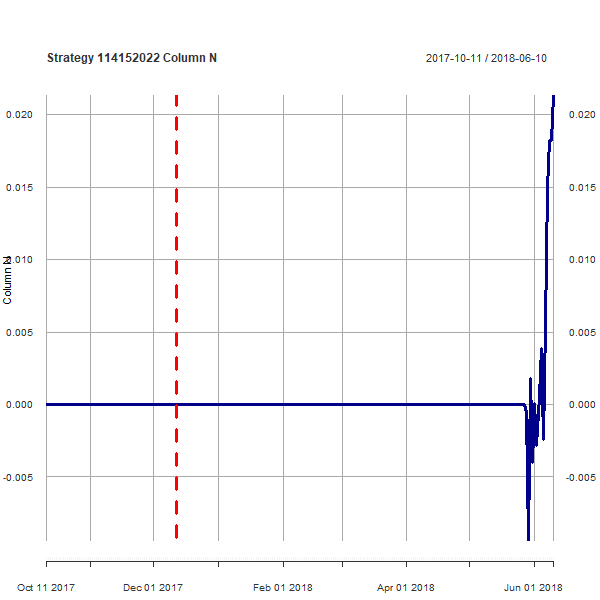 Strategy 114152022 Column N
2017-10-11 / 2018-06-10
0.020
0.020
0.015
0.015
0.010
0.010
Column N
0.005
0.005
0.000
0.000
-0.005
-0.005
Oct 11 2017
Dec 01 2017
Feb 01 2018
Apr 01 2018
Jun 01 2018